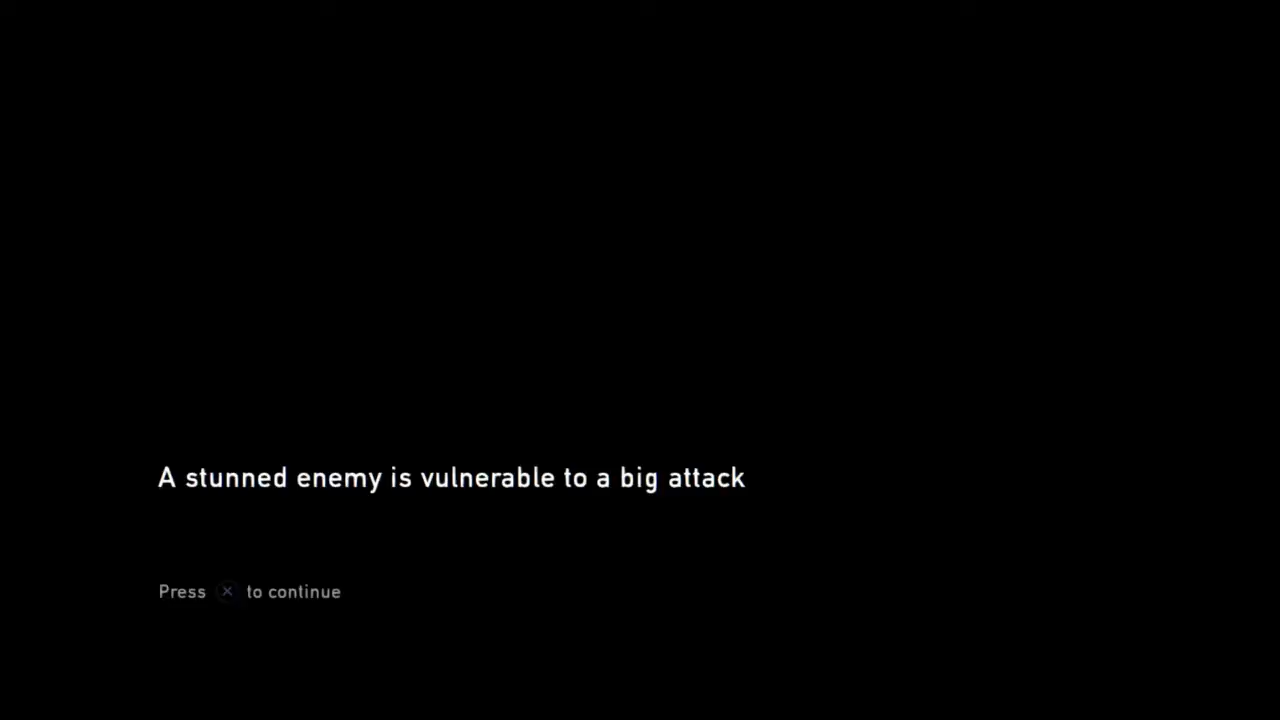 A stunned enemy is vulnerable to a big attack
Press ⓧ to continue